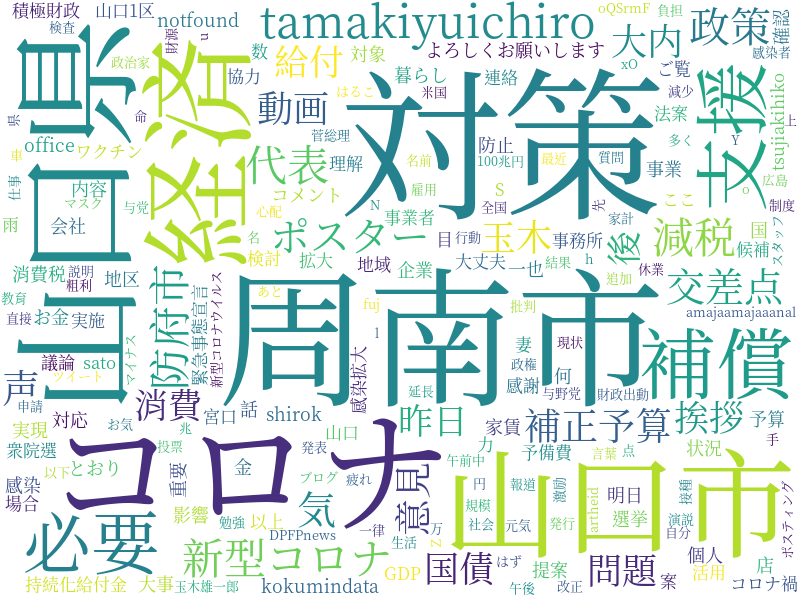 積極財政
山口1区
notfound
tamakiyuichiro
oQSrmF
負担
政策
確認
検査
財源
u
数
対象
よろしくお願いします
大内
感染者
政治家
協力
給付
暮らし
連絡
xO
ご覧
支援
命
はるこ
米国
減少
上
県
山口県
経済
動画
対策
法案
多く
Y
tsujiakihiko
office
ワクチン
菅総理
防止
100兆円
最近
質問
車
代表
理解
名前
事業
o
広島
仕事
内容
マスク
与党
コメント
N
雇用
S
全国
先
家計
ここ
制度
会社
心配
事業者
目
行動
玉木
事務所
後
減税
国
候補
スタッフ
雨
ポスター
名
検討
拡大
地域
大丈夫
一也
結果
h
追加
休業
消費税
説明
粗利
地区
防府市
緊急事態宣言
新型コロナウイルス
企業
交差点
教育
あと
fuj
l
批判
amajaamajaaanal
直接
お金
実施
マイナス
周南市
補償
議論
sato
ツイート
妻
政権
現状
感謝
何
与野党
財政出動
声
申請
対応
消費
感染拡大
昨日
延長
挨拶
宮口
話
shirok
補正予算
家賃
予算
実現
お気
投票
兆
山口
力
手
衆院選
とおり
コロナ
発表
予備費
言葉
点
状況
以下
重要
金
ブログ
疲れ
意見
午前中
山口市
感染
場合
気
円
報道
激励
明日
接種
ポスティング
影響
勉強
以上
一律
規模
発行
artheid
選挙
演説
自分
必要
新型コロナ
DPFPnews
万
社会
元気
個人
店
生活
Z
国債
はず
提案
問題
案
活用
持続化給付金
大事
玉木雄一郎
kokumindata
GDP
午後
改正
コロナ禍